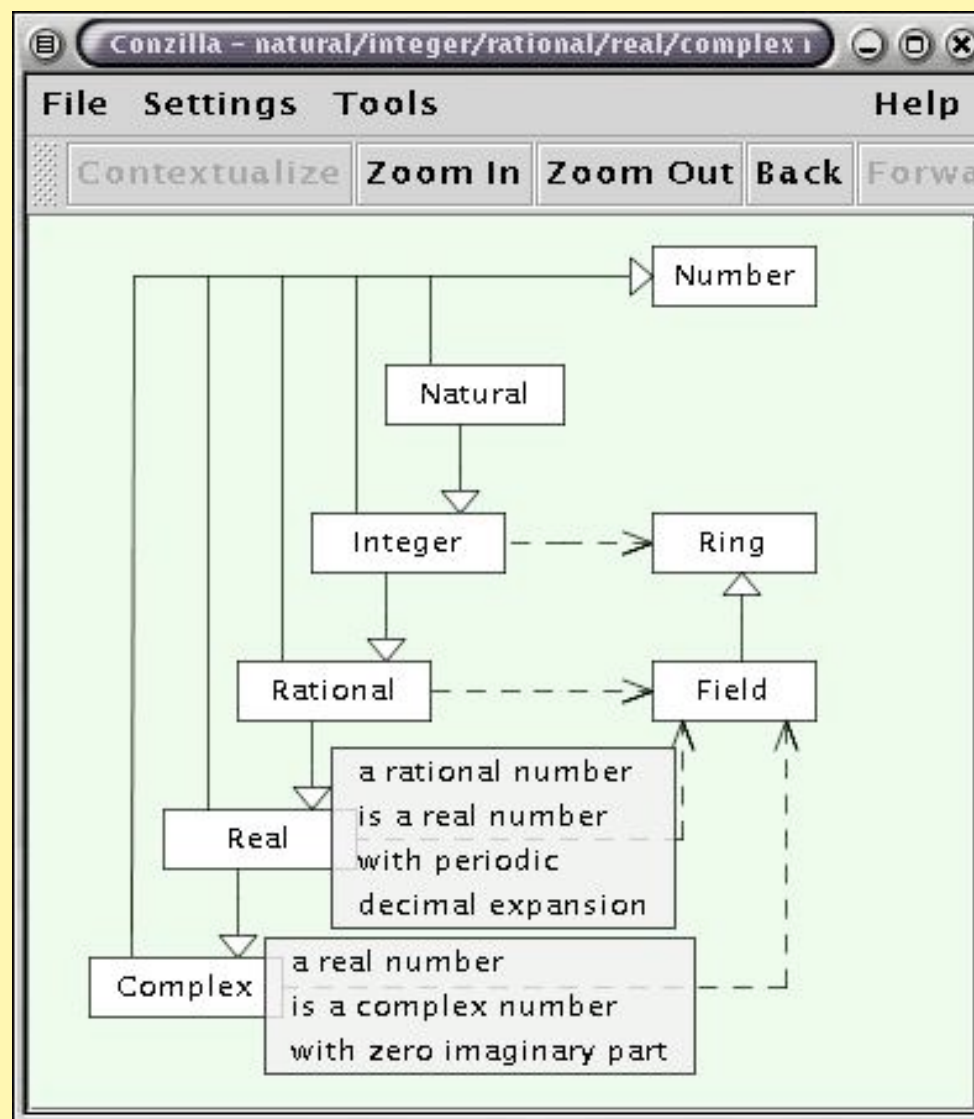 Conzilla – natural/integer/rational/real/complex
File Settings Tools Help
Contextualize Zoom In Zoom Out Back Forwa
Number
Natural
Integer Ring
Rational Field
a rational number
is a real number
with periodic
decimal expansion
Real
a real number
is a complex number
with zero imaginary part
Complex